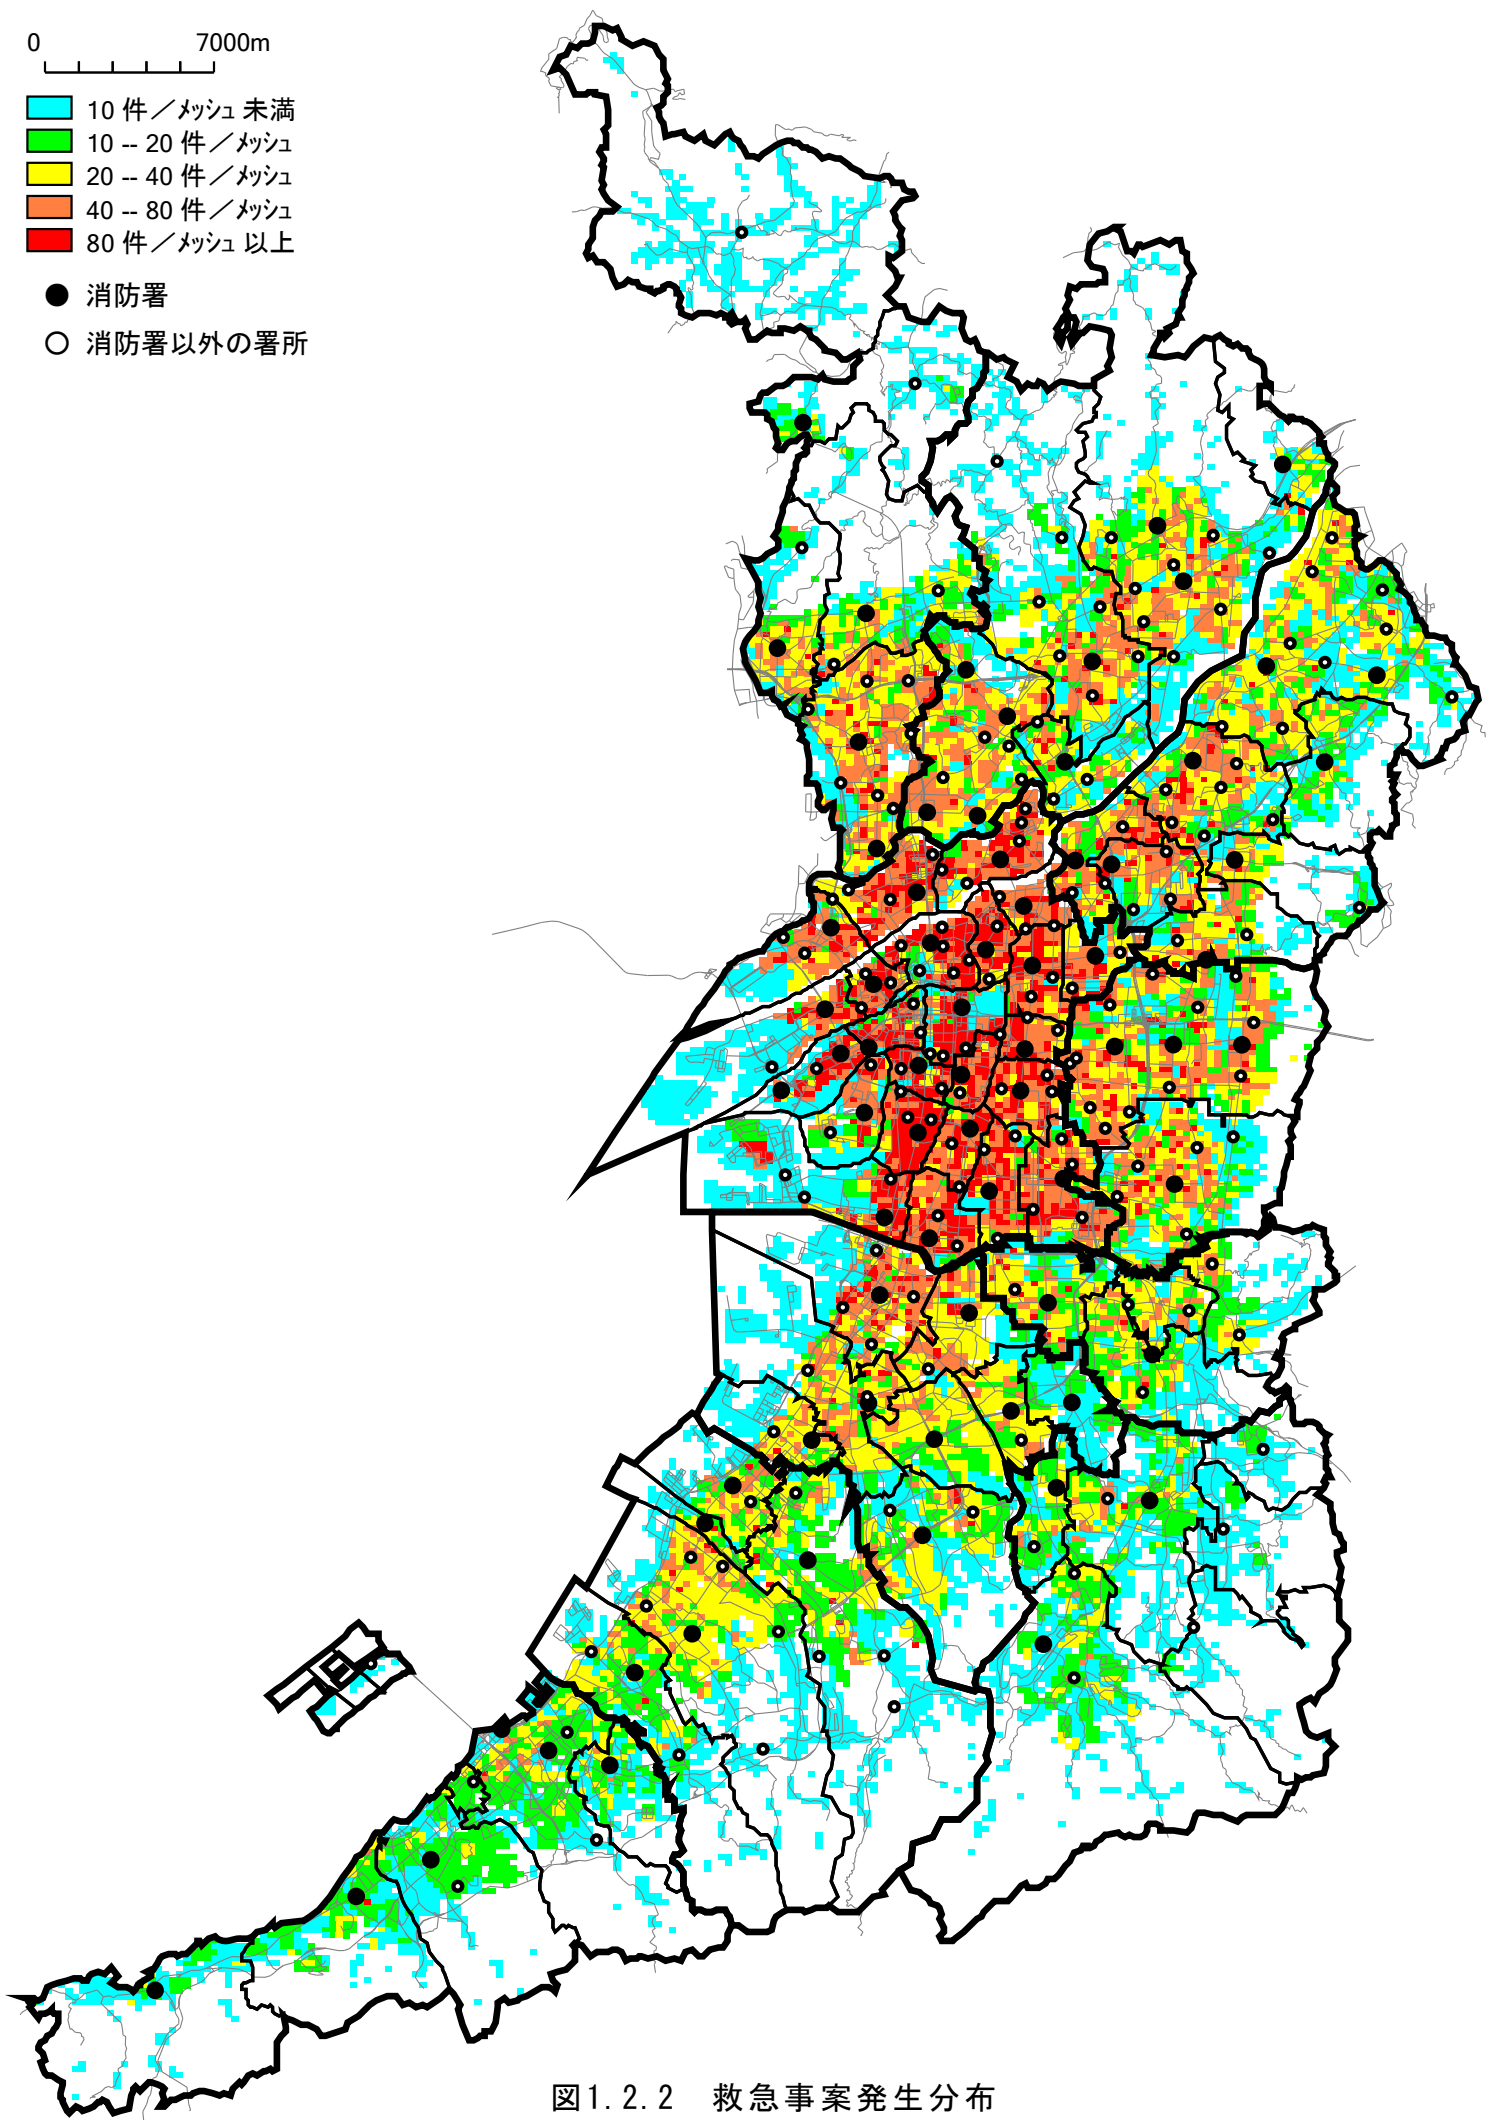 0 7000m
10 件／ﾒｯｼｭ 未満
10 -- 20 件／ﾒｯｼｭ
20 -- 40 件／ﾒｯｼｭ
40 -- 80 件／ﾒｯｼｭ
80 件／ﾒｯｼｭ 以上
消防署
消防署以外の署所
図1.2.2 救急事案発生分布